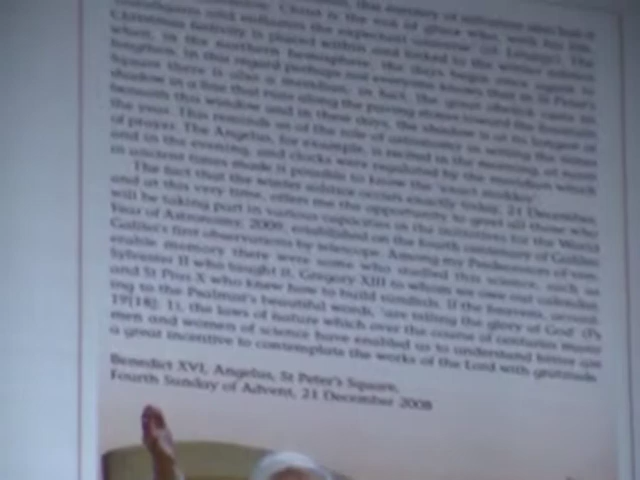 Christmas festivity is placed within and linked to the winter solstice
when, in the northern hemisphere, the days begin once again to
lengthen. In this regard perhaps not everyone knows that in St Peter's
Square there is also a meridian; in fact, the great obelisk casts its
shadow in a line that runs along the paving stones toward the fountain
beneath this window and in these days, the shadow is at its longest of
the year. This reminds us of the role of astronomy in setting the times
of prayer. The Angelus, for example, is recited in the morning, at noon
and in the evening, and clocks were regulated by the meridian which
in ancient times made it possible to know the 'exact midday'.
The fact that the winter solstice occurs exactly today, 21 December,
and at this very time, offers me the opportunity to greet all those who
will be taking part in various capacities in the initiatives for the World
Year of Astronomy, 2009, established on the fourth centenary of Galileo
Galilei's first observations by telescope. Among my Predecessors of ven-
erable memory there were some who studied this science, such as
Sylvester II who taught it, Gregory XIII to whom we owe our calendar,
and St Pius X who knew how to build sundials. If the heavens, accord-
ing to the Psalmist's beautiful words, 'are telling the glory of God' (Ps
19[18]: 1), the laws of nature which over the course of centuries many
men and women of science have enabled us to understand better are
a great incentive to contemplate the works of the Lord with gratitude.
Benedict XVI, Angelus, St Peter's Square,
Fourth Sunday of Advent, 21 December 2008